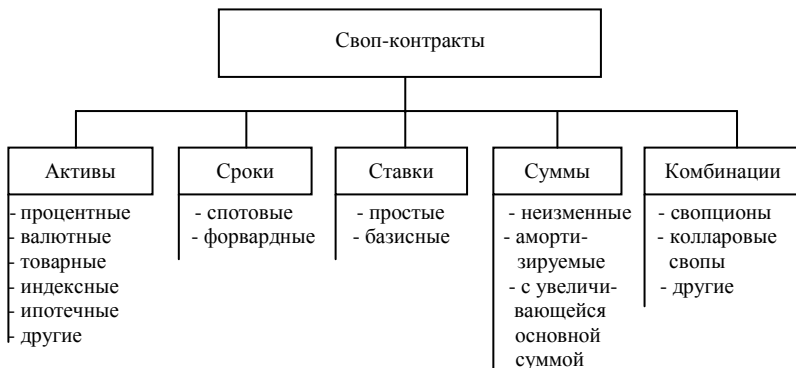 Своп-контракты
Активы
- процентные
- валютные
- товарные
- индексные
- ипотечные
- другие
Сроки
- спотовые
- форвардные
Ставки
- простые
- базисные
Суммы
- неизменные
- аморти-
зируемые
- с увеличи-
вающейся
основной
суммой
Комбинации
- свопционы
- колларовые
свопы
- другие